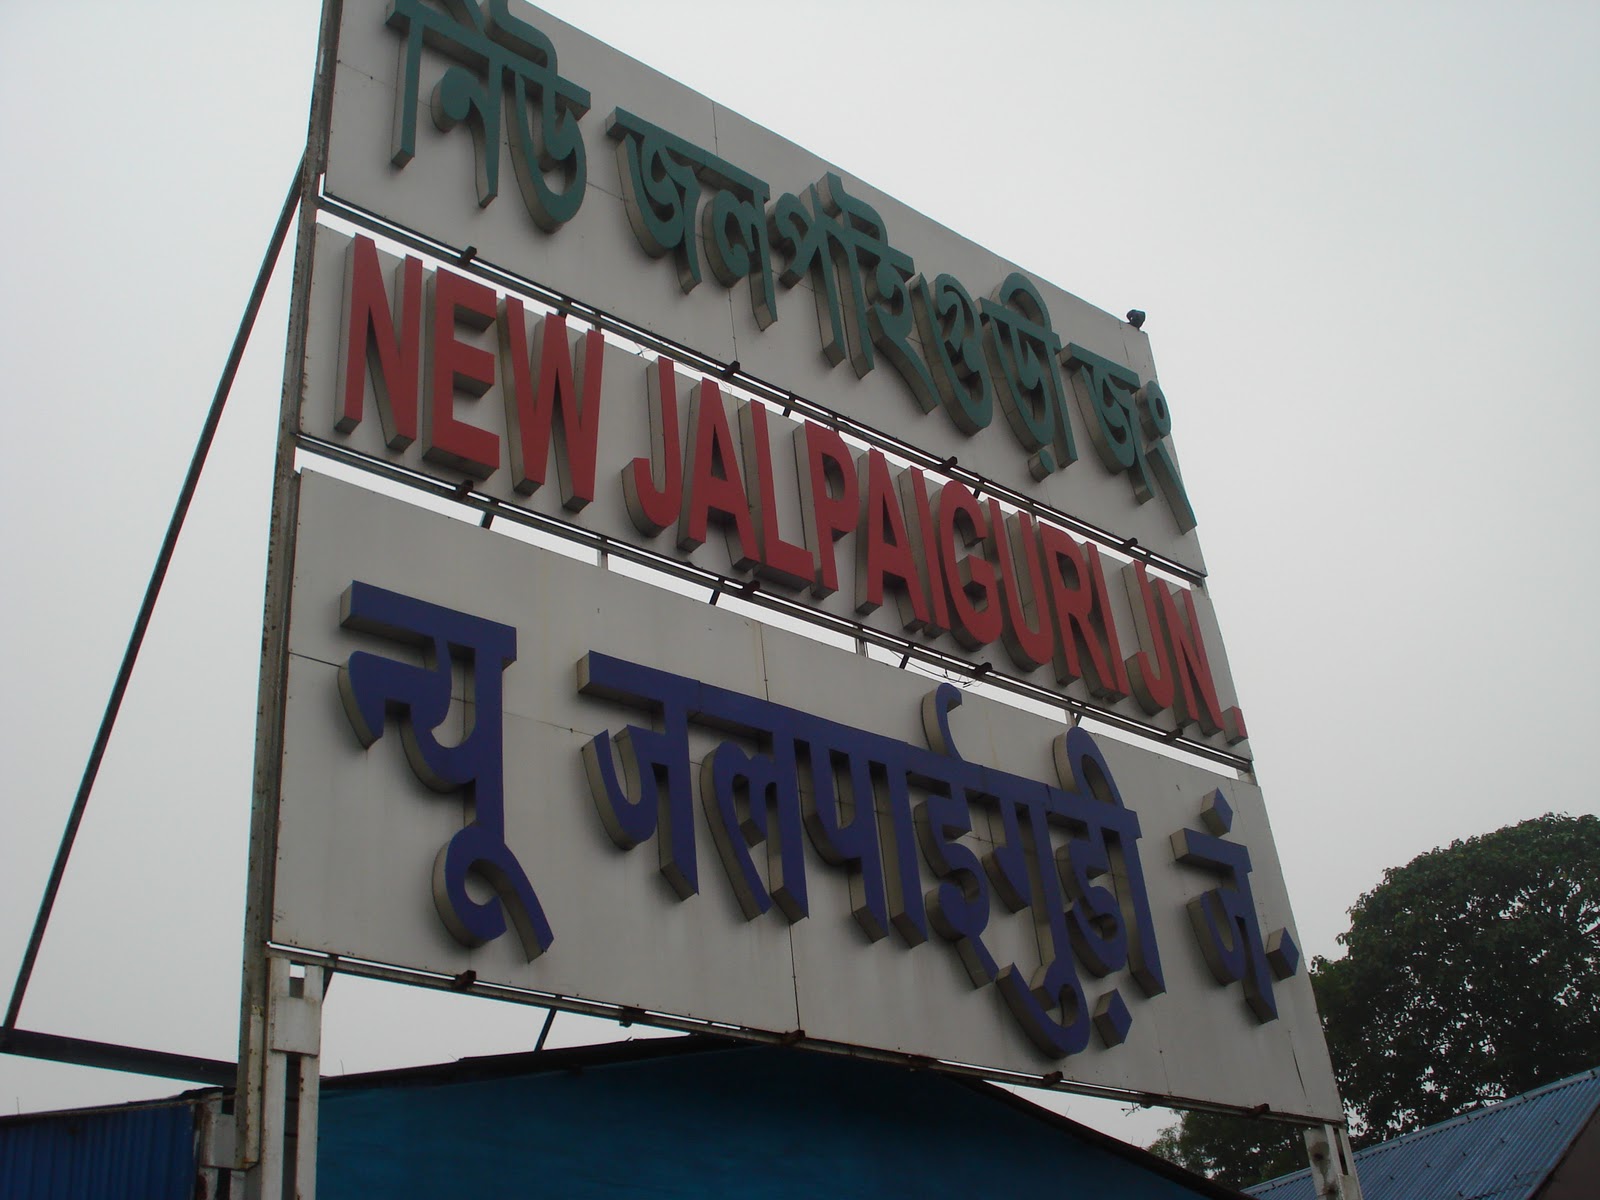 নিউ জলপাইগুড়ী জং
NEW JALPAIGURI JN.
न्यू जलपाईगुड़ी जं.